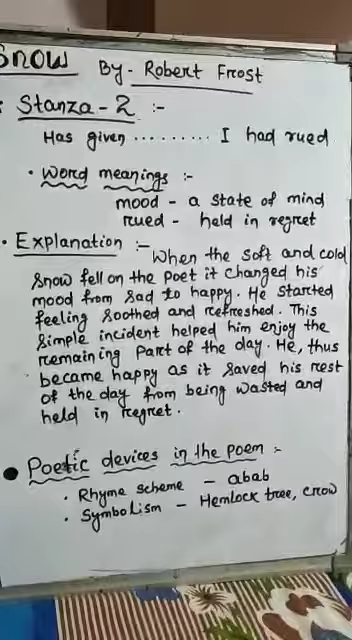 Snow By - Robert Frost
Stanza - 2 :-
Has given .......... I had rued
• Word meanings :-
mood - a state of mind
rued - held in regret
• Explanation :- When the soft and cold
snow fell on the poet it changed his
mood from sad to happy. He started
feeling soothed and refreshed. This
simple incident helped him enjoy the
remaining part of the day. He, thus
became happy as it saved his rest
of the day from being wasted and
held in regret.
• Poetic devices in the poem :-
• Rhyme scheme - abab
• Symbolism - Hemlock tree, crow